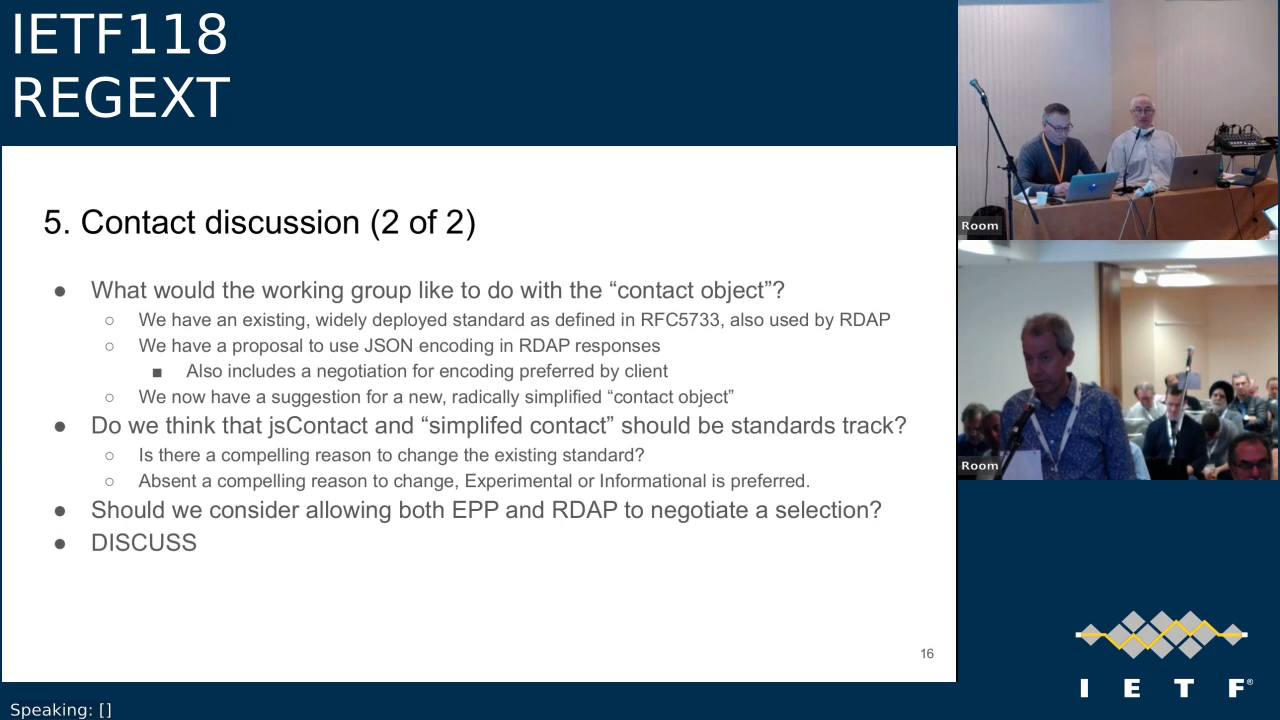 IETF118
REGEXT
5. Contact discussion (2 of 2)
● What would the working group like to do with the “contact object”?
○ We have an existing, widely deployed standard as defined in RFC5733, also used by RDAP
○ We have a proposal to use JSON encoding in RDAP responses
■ Also includes a negotiation for encoding preferred by client
○ We now have a suggestion for a new, radically simplified “contact object”
● Do we think that jsContact and “simplifed contact” should be standards track?
○ Is there a compelling reason to change the existing standard?
○ Absent a compelling reason to change, Experimental or Informational is preferred.
● Should we consider allowing both EPP and RDAP to negotiate a selection?
● DISCUSS
16
Room
Room
I E T F®
Speaking: []